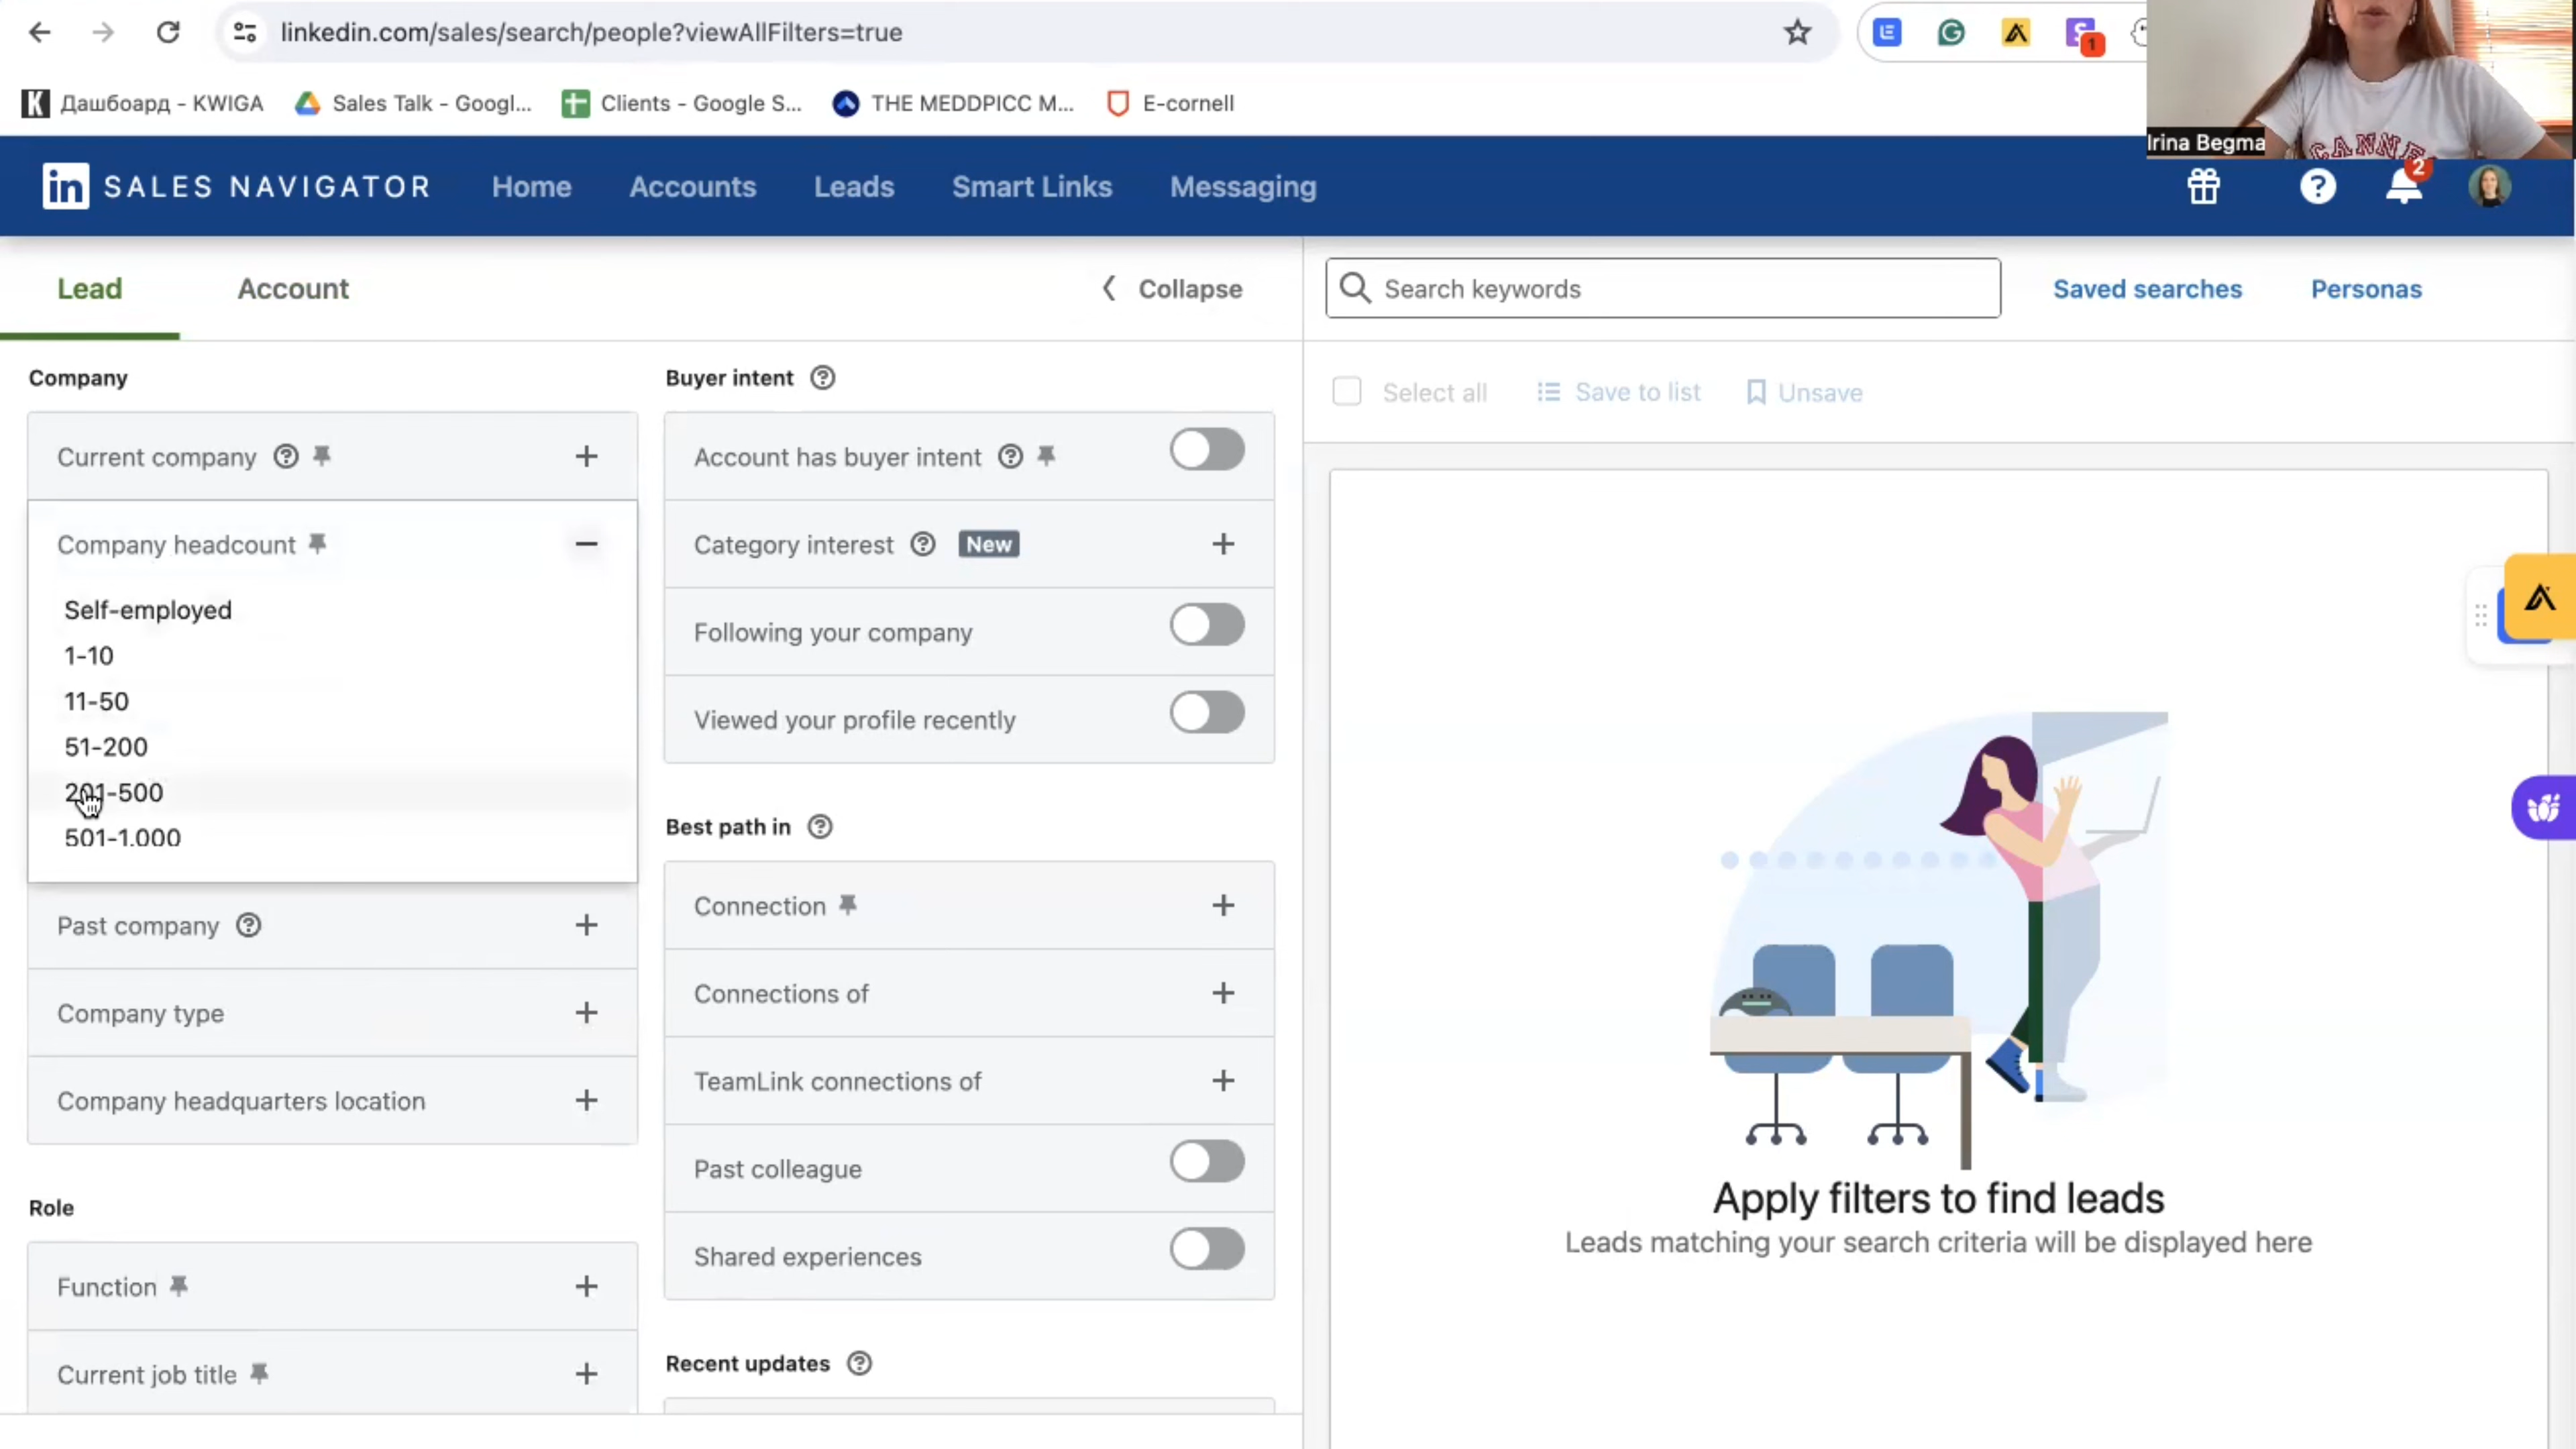 linkedin.com/sales/search/people?viewAllFilters=true
1
Дашбоард - KWIGA
Sales Talk - Googl...
Clients - Google S...
THE MEDDPICC M...
E-cornell
Irina Begma
CANNE
in SALES NAVIGATOR
Home
Accounts
Leads
Smart Links
Messaging
2
Lead
Account
Collapse
Search keywords
Saved searches
Personas
Select all
Save to list
Unsave
Company
Current company
Company headcount
Self-employed
1-10
11-50
51-200
201-500
501-1,000
Past company
Company type
Company headquarters location
Role
Function
Current job title
Buyer intent
Account has buyer intent
Category interest New
Following your company
Viewed your profile recently
Best path in
Connection
Connections of
TeamLink connections of
Past colleague
Shared experiences
Recent updates
Apply filters to find leads
Leads matching your search criteria will be displayed here